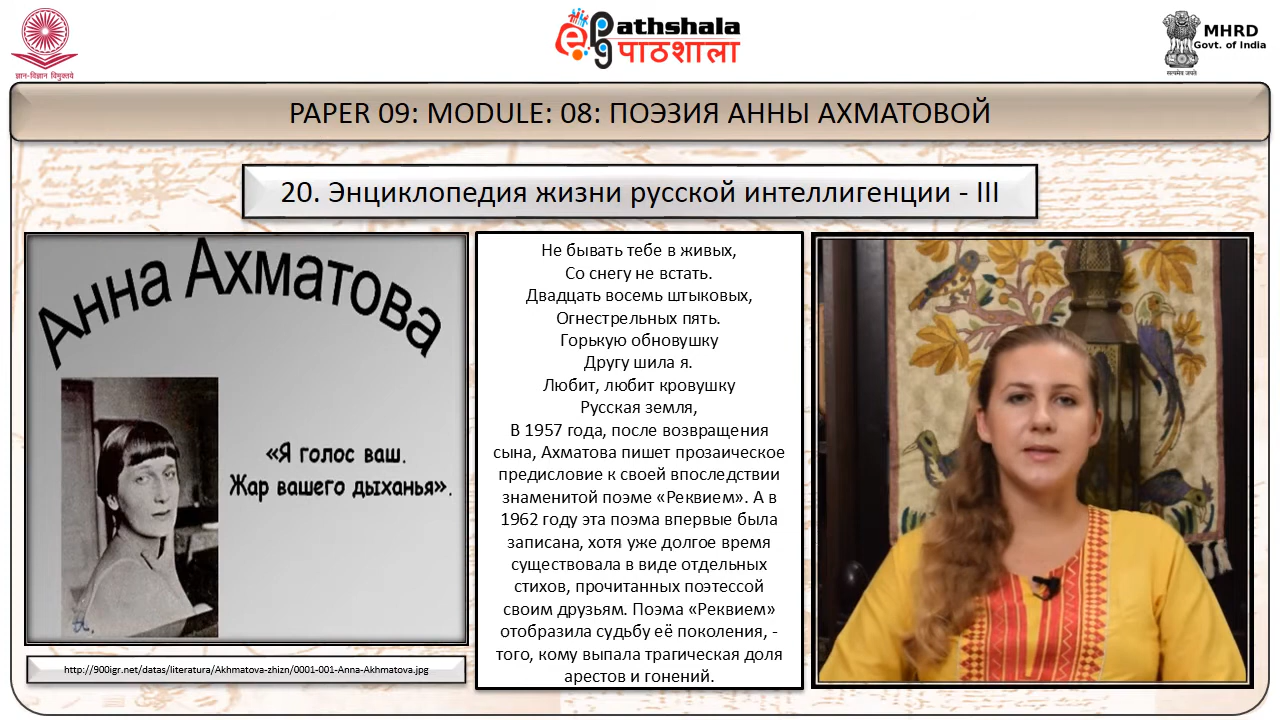 ज्ञान-विज्ञान विमुक्तये
ePathshala
पाठशाला
सत्यमेव जयते
MHRD
Govt. of India
PAPER 09: MODULE: 08: ПОЭЗИЯ АННЫ АХМАТОВОЙ
20. Энциклопедия жизни русской интеллигенции - III
Анна Ахматова
«Я голос ваш.
Жар вашего дыханья».
http://900igr.net/datas/literatura/Akhmatova-zhizn/0001-001-Anna-Akhmatova.jpg
Не бывать тебе в живых,
Со снегу не встать.
Двадцать восемь штыковых,
Огнестрельных пять.
Горькую обновушку
Другу шила я.
Любит, любит кровушку
Русская земля,
В 1957 года, после возвращения
сына, Ахматова пишет прозаическое
предисловие к своей впоследствии
знаменитой поэме «Реквием». А в
1962 году эта поэма впервые была
записана, хотя уже долгое время
существовала в виде отдельных
стихов, прочитанных поэтессой
своим друзьям. Поэма «Реквием»
отобразила судьбу её поколения, -
того, кому выпала трагическая доля
арестов и гонений.